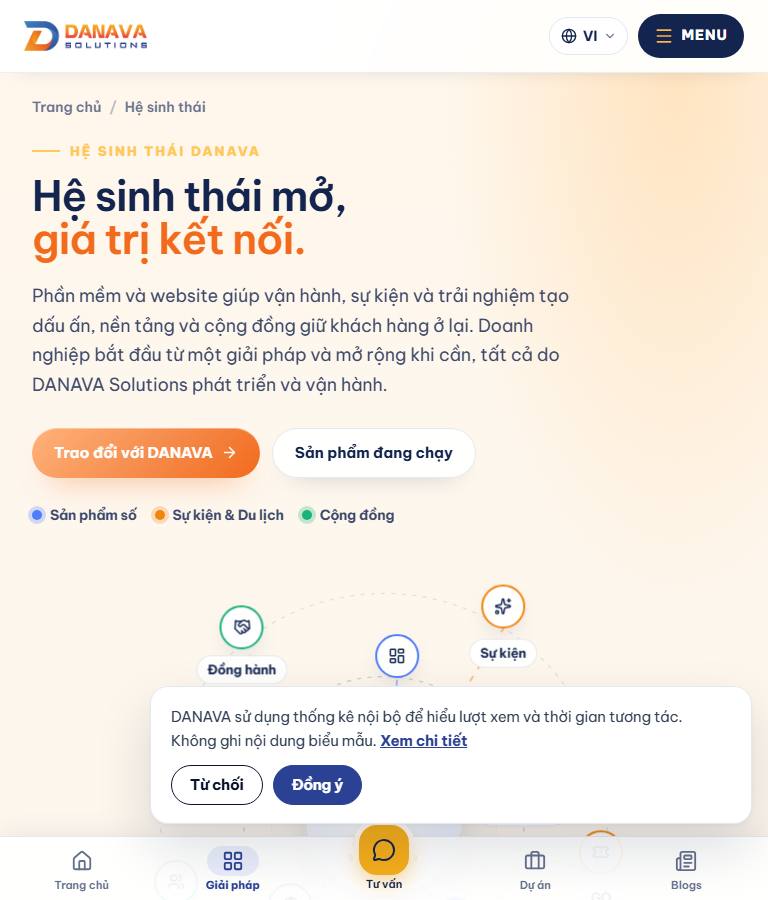 DANAVA
SOLUTIONS
VI
MENU
Trang chủ / Hệ sinh thái
HỆ SINH THÁI DANAVA
Hệ sinh thái mở,
giá trị kết nối.
Phần mềm và website giúp vận hành, sự kiện và trải nghiệm tạo
dấu ấn, nền tảng và cộng đồng giữ khách hàng ở lại. Doanh
nghiệp bắt đầu từ một giải pháp và mở rộng khi cần, tất cả do
DANAVA Solutions phát triển và vận hành.
Trao đổi với DANAVA
Sản phẩm đang chạy
Sản phẩm số
Sự kiện & Du lịch
Cộng đồng
Sự kiện
Đồng hành
DANAVA sử dụng thống kê nội bộ để hiểu lượt xem và thời gian tương tác.
Không ghi nội dung biểu mẫu. Xem chi tiết
Từ chối
Đồng ý
Trang chủ
Giải pháp
Tư vấn
Dự án
Blogs